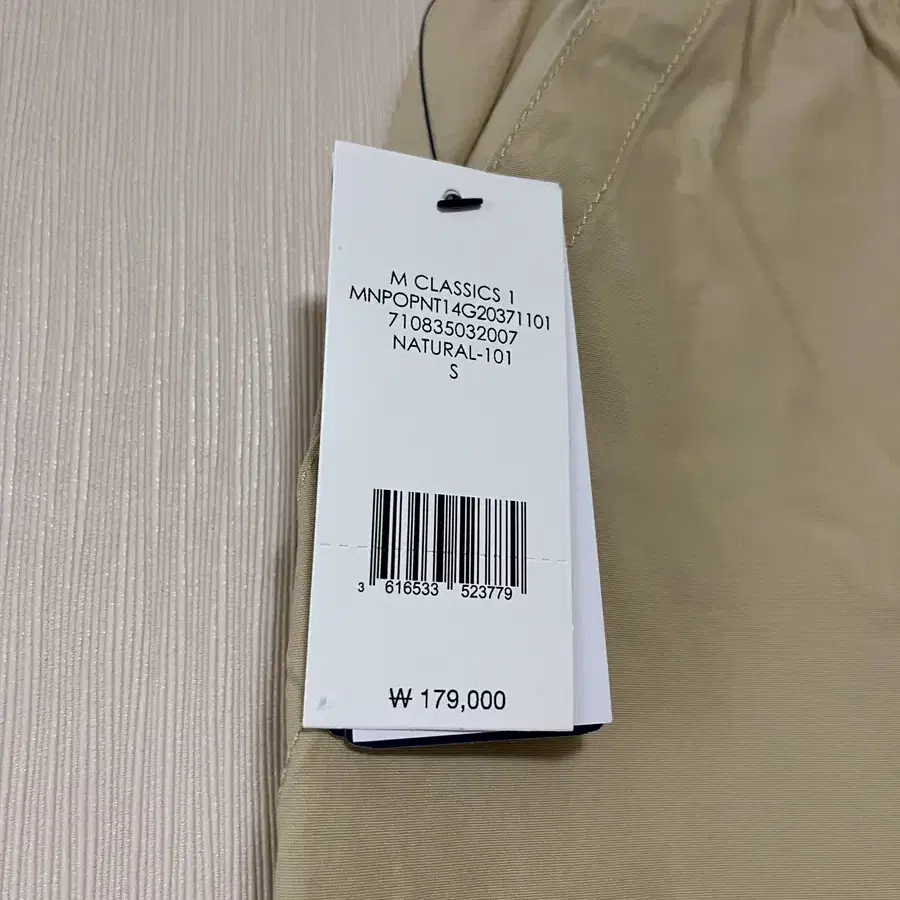 M CLASSICS 1
MNPOPNT14G20371101
710835032007
NATURAL-101
S
3 616533 523779
₩ 179,000